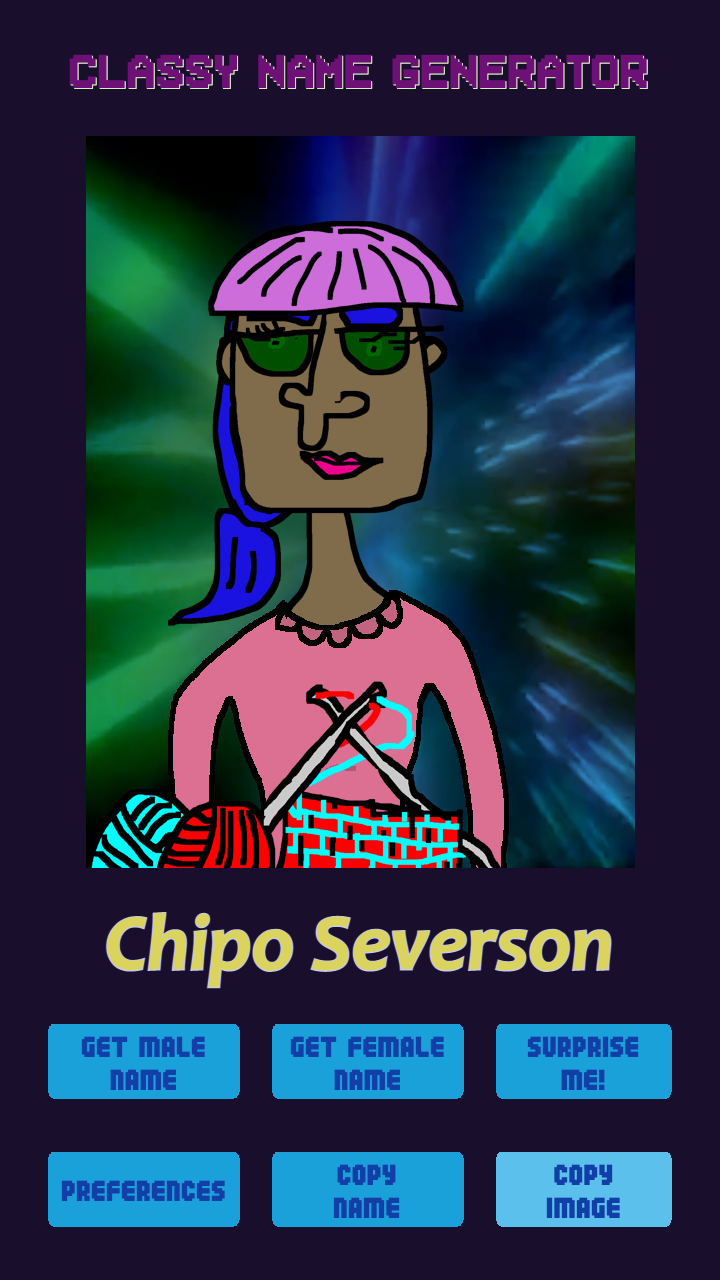 CLASSY NAME GENERATOR
Chipo Severson
GET MALE
NAME
GET FEMALE
NAME
SURPRISE
ME!
PREFERENCES
COPY
NAME
COPY
IMAGE